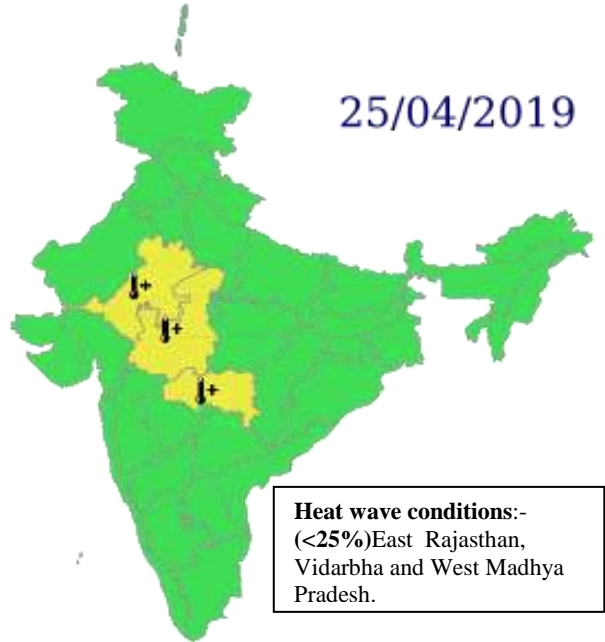 25/04/2019
Heat wave conditions:-
(<25%)East Rajasthan,
Vidarbha and West Madhya
Pradesh.